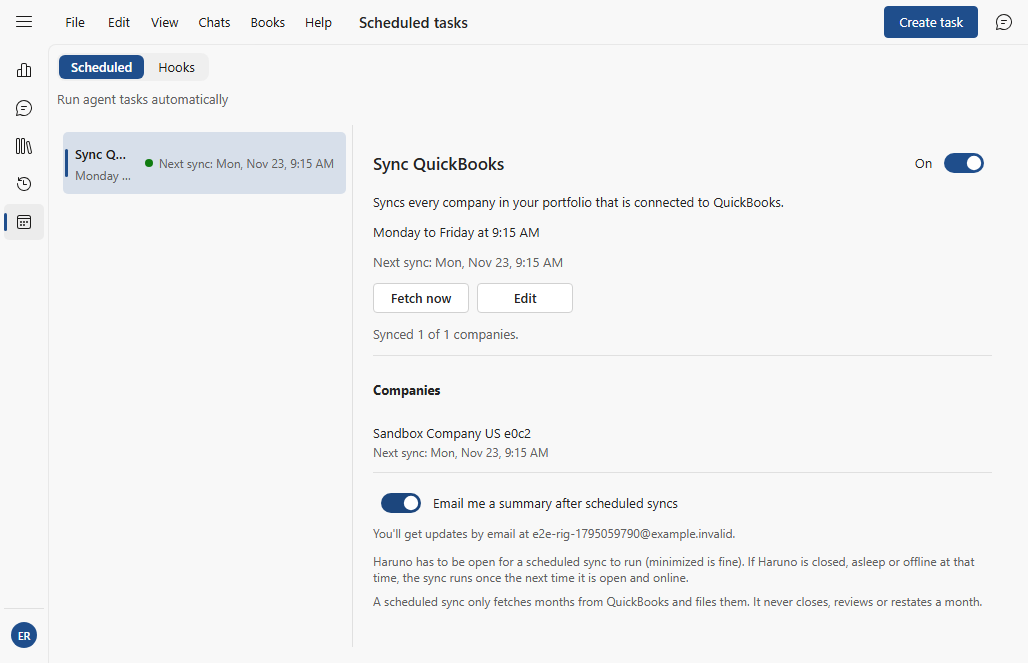 File Edit View Chats Books Help Scheduled tasks Create task
Scheduled Hooks
Run agent tasks automatically
Sync Q...
Monday ...
Next sync: Mon, Nov 23, 9:15 AM
Sync QuickBooks
On
Syncs every company in your portfolio that is connected to QuickBooks.
Monday to Friday at 9:15 AM
Next sync: Mon, Nov 23, 9:15 AM
Fetch now Edit
Synced 1 of 1 companies.
Companies
Sandbox Company US e0c2
Next sync: Mon, Nov 23, 9:15 AM
Email me a summary after scheduled syncs
You'll get updates by email at e2e-rig-1795059790@example.invalid.
Haruno has to be open for a scheduled sync to run (minimized is fine). If Haruno is closed, asleep or offline at that
time, the sync runs once the next time it is open and online.
A scheduled sync only fetches months from QuickBooks and files them. It never closes, reviews or restates a month.
ER